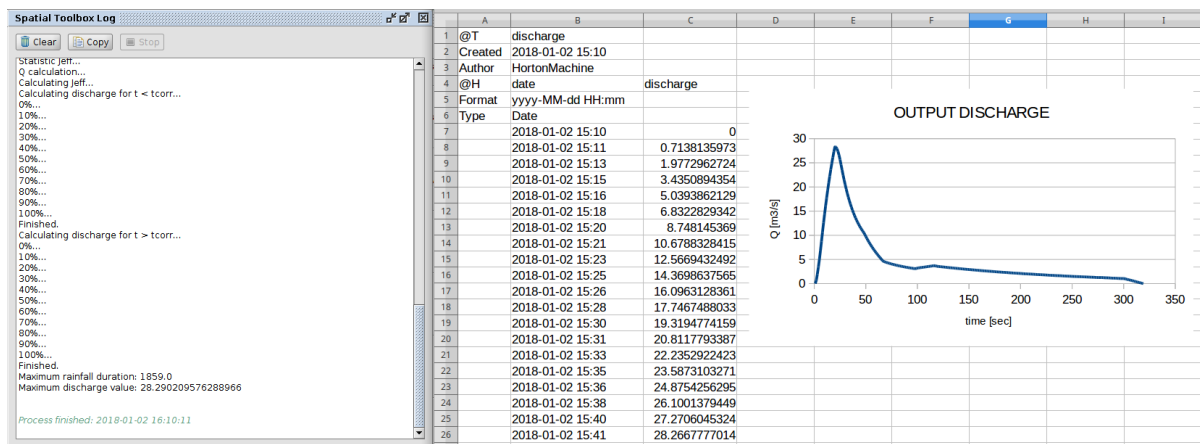 Spatial Toolbox Log
Clear Copy Stop
Statistic Jeff...
Q calculation...
Calculating Jeff...
Calculating discharge for t < tcorr...
0%...
10%...
20%...
30%...
40%...
50%...
60%...
70%...
80%...
90%...
100%...
Finished.
Calculating discharge for t > tcorr...
0%...
10%...
20%...
30%...
40%...
50%...
60%...
70%...
80%...
90%...
100%...
Finished.
Maximum rainfall duration: 1859.0
Maximum discharge value: 28.290209576288966
Process finished: 2018-01-02 16:10:11
A B C D E F G H I
1 @T discharge
2 Created 2018-01-02 15:10
3 Author HortonMachine
4 @H date discharge
5 Format yyyy-MM-dd HH:mm
6 Type Date
7 2018-01-02 15:10 0
8 2018-01-02 15:11 0.7138135973
9 2018-01-02 15:13 1.9772962724
10 2018-01-02 15:15 3.4350894354
11 2018-01-02 15:16 5.0393862129
12 2018-01-02 15:18 6.8322829342
13 2018-01-02 15:20 8.748145369
14 2018-01-02 15:21 10.6788328415
15 2018-01-02 15:23 12.5669432492
16 2018-01-02 15:25 14.3698637565
17 2018-01-02 15:26 16.0963128361
18 2018-01-02 15:28 17.7467488033
19 2018-01-02 15:30 19.3194774159
20 2018-01-02 15:31 20.8117793387
21 2018-01-02 15:33 22.2352922423
22 2018-01-02 15:35 23.5873103271
23 2018-01-02 15:36 24.8754256295
24 2018-01-02 15:38 26.1001379449
25 2018-01-02 15:40 27.2706045324
26 2018-01-02 15:41 28.2667777014
OUTPUT DISCHARGE
30
25
20
15
10
5
0
Q [m3/s]
0 50 100 150 200 250 300 350
time [sec]